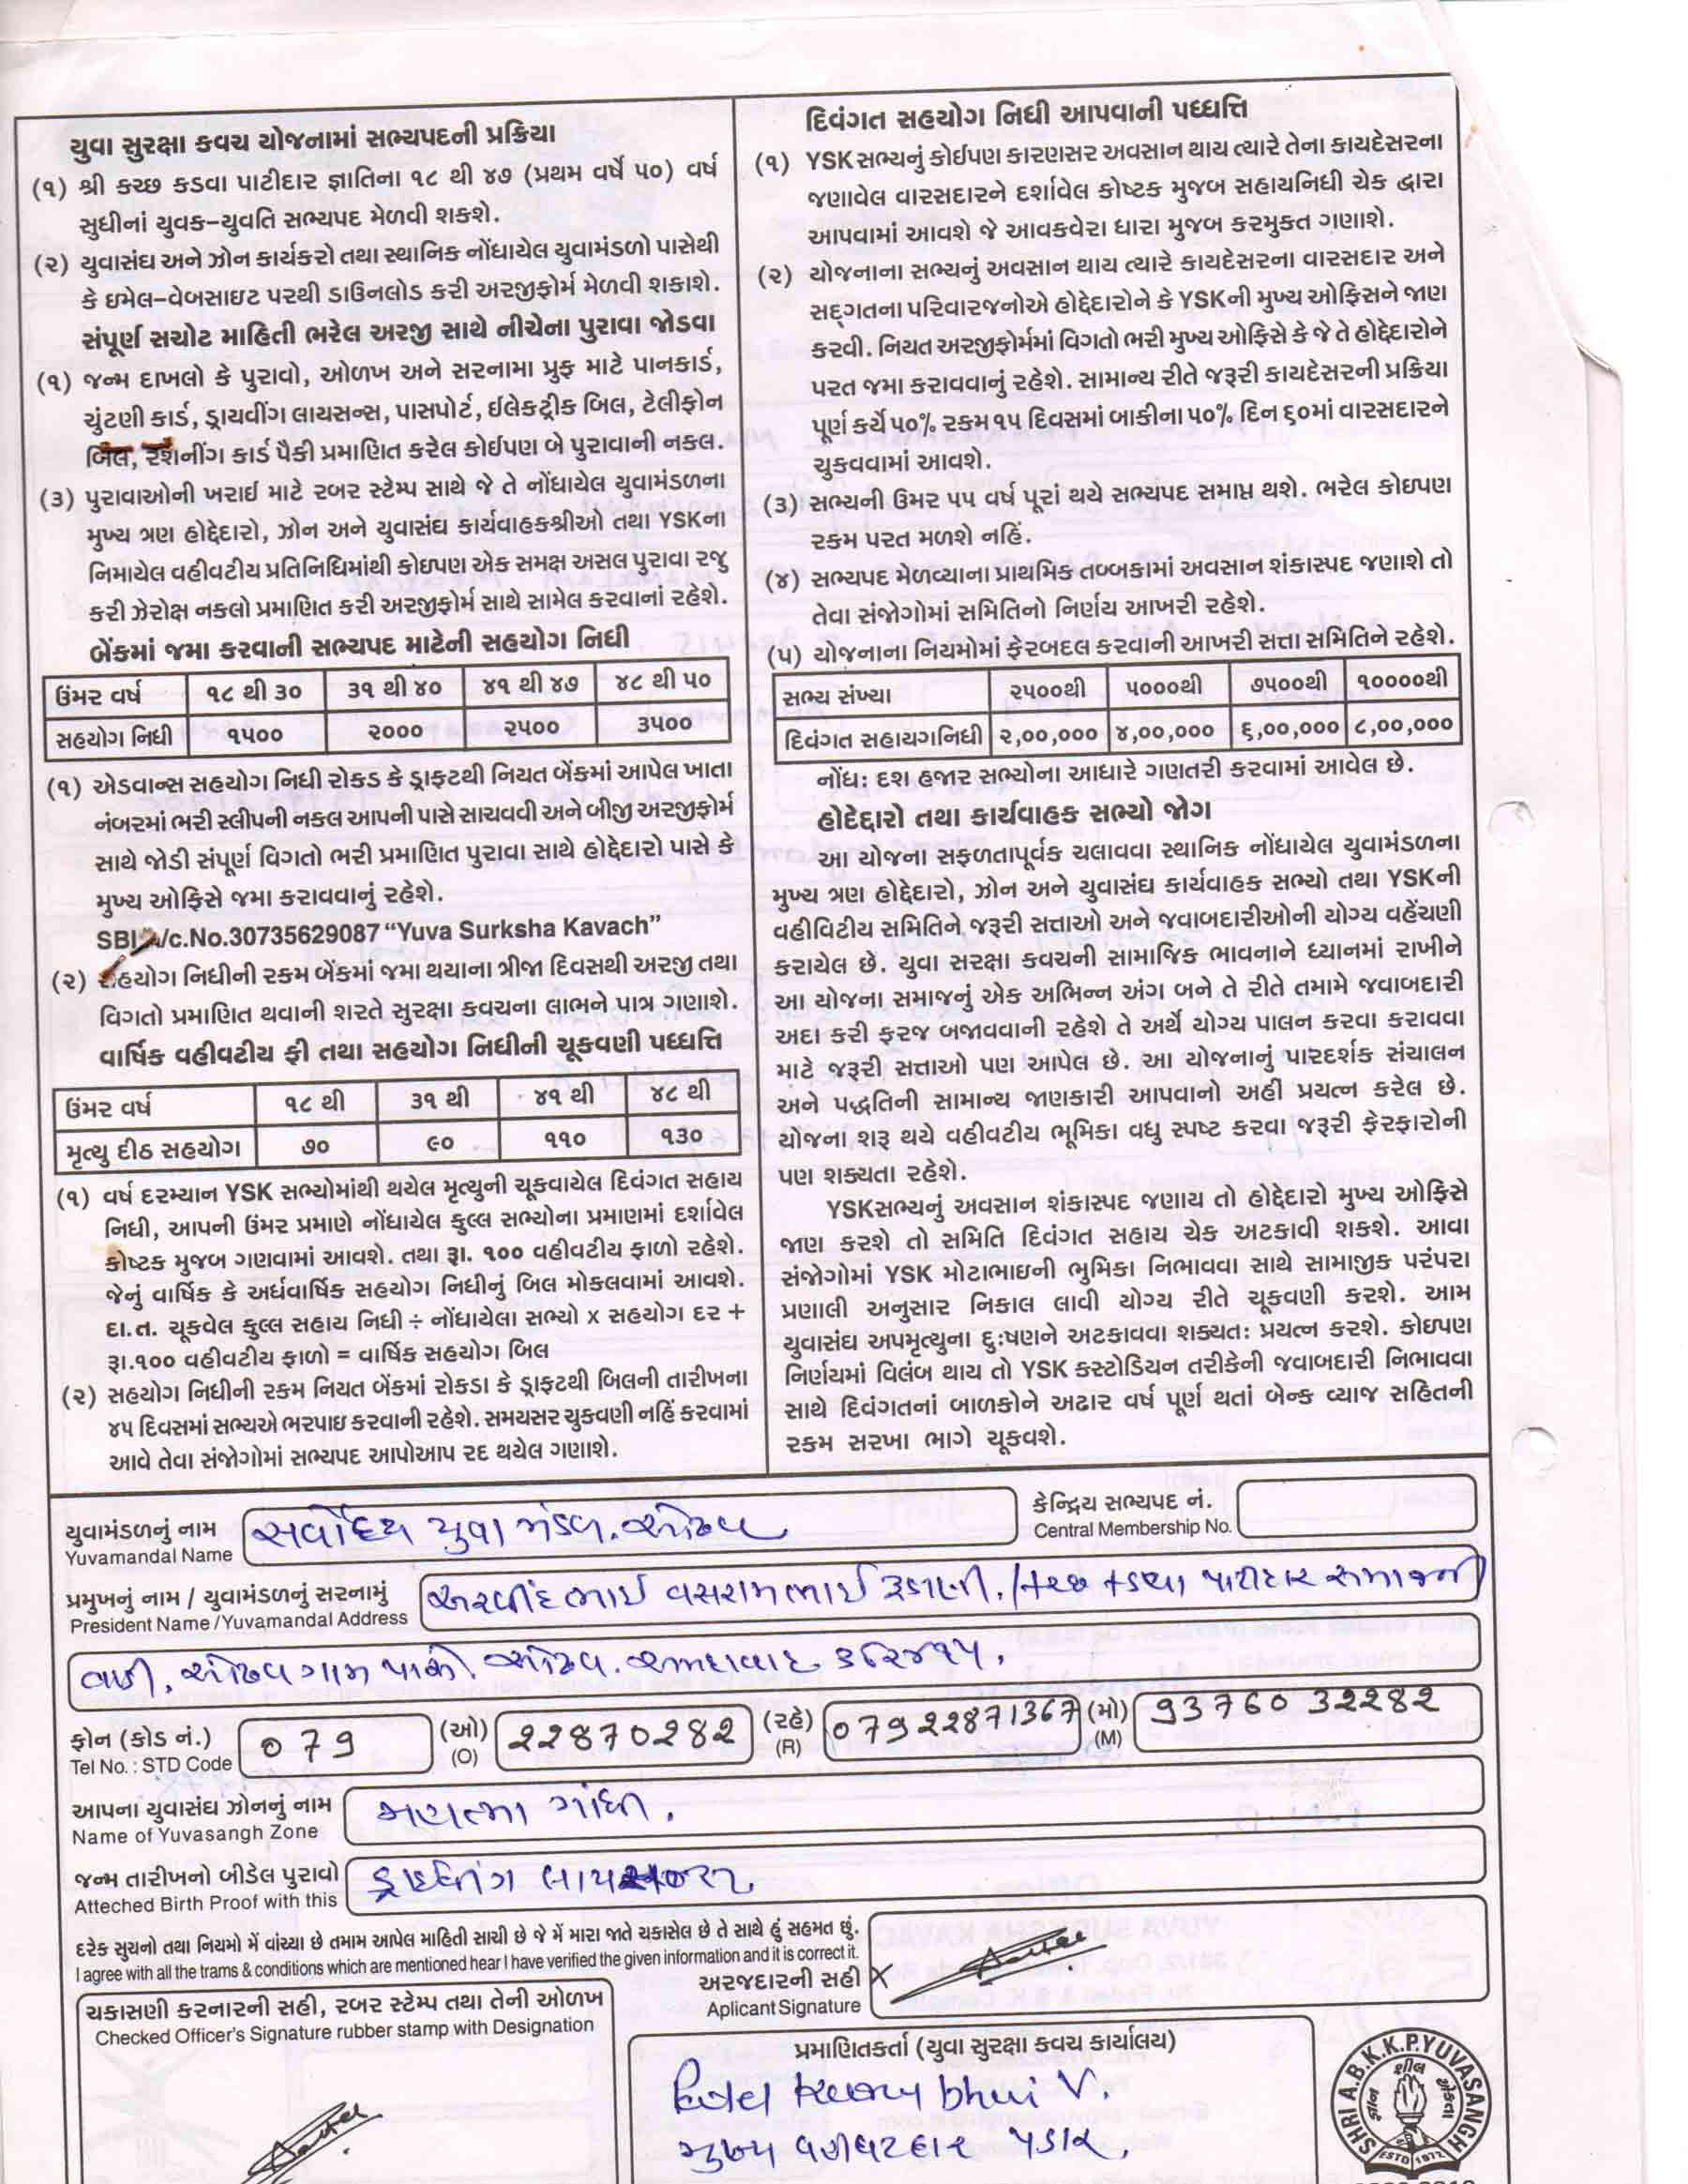 યુવા સુરક્ષા કવચ યોજનામાં સભ્યપદની પ્રક્રિયા
(૧) શ્રી કચ્છ કડવા પાટીદાર જ્ઞાતિના ૧૮ થી ૪૭ (પ્રથમ વર્ષે ૫૦) વર્ષ
સુધીનાં યુવક–યુવતિ સભ્યપદ મેળવી શકશે.
(૨) યુવાસંઘ અને ઝોન કાર્યકરો તથા સ્થાનિક નોંધાયેલ યુવામંડળો પાસેથી
કે ઇમેલ–વેબસાઇટ પરથી ડાઉનલોડ કરી અરજીફોર્મ મેળવી શકાશે.
સંપૂર્ણ સચોટ માહિતી ભરેલ અરજી સાથે નીચેના પુરાવા જોડવા
(૧) જન્મ દાખલો કે પુરાવો, ઓળખ અને સરનામા પ્રુફ માટે પાનકાર્ડ,
ચુંટણી કાર્ડ, ડ્રાયવીંગ લાયસન્સ, પાસપોર્ટ, ઈલેક્ટ્રીક બિલ, ટેલીફોન
બિલ, રેશનીંગ કાર્ડ પૈકી પ્રમાણિત કરેલ કોઈપણ બે પુરાવાની નકલ.
(૩) પુરાવાઓની ખરાઇ માટે રબર સ્ટેમ્પ સાથે જે તે નોંધાયેલ યુવામંડળના
મુખ્ય ત્રણ હોદ્દેદારો, ઝોન અને યુવાસંઘ કાર્યવાહકશ્રીઓ તથા YSKના
નિમાયેલ વહીવટીય પ્રતિનિધિમાંથી કોઇપણ એક સમક્ષ અસલ પુરાવા રજુ
કરી ઝેરોક્ષ નકલો પ્રમાણિત કરી અરજીફોર્મ સાથે સામેલ કરવાનાં રહેશે.
બેંકમાં જમા કરવાની સભ્યપદ માટેની સહયોગ નિધી
ઉંમર વર્ષ ૧૮ થી ૩૦ ૩૧ થી ૪૦ ૪૧ થી ૪૭ ૪૮ થી ૫૦
સહયોગ નિધી ૧૫૦૦ ૨૦૦૦ ૨૫૦૦ ૩૫૦૦
(૧) એડવાન્સ સહયોગ નિધી રોકડ કે ડ્રાફટથી નિયત બેંકમાં આપેલ ખાતા
નંબરમાં ભરી સ્લીપની નકલ આપની પાસે સાચવવી અને બીજી અરજીફોર્મ
સાથે જોડી સંપૂર્ણ વિગતો ભરી પ્રમાણિત પુરાવા સાથે હોદ્દેદારો પાસે કે
મુખ્ય ઓફિસે જમા કરાવવાનું રહેશે.
SBI A/c.No.30735629087 “Yuva Surksha Kavach”
(૨) સહયોગ નિધીની રકમ બેંકમાં જમા થયાના ત્રીજા દિવસથી અરજી તથા
વિગતો પ્રમાણિત થવાની શરતે સુરક્ષા કવચના લાભને પાત્ર ગણાશે.
વાર્ષિક વહીવટીય ફી તથા સહયોગ નિધીની ચૂકવણી પધ્ધત્તિ
ઉંમર વર્ષ ૧૮ થી ૩૧ થી ૪૧ થી ૪૮ થી
મૃત્યુ દીઠ સહયોગ ૭૦ ૯૦ ૧૧૦ ૧૩૦
(૧) વર્ષ દરમ્યાન YSK સભ્યોમાંથી થયેલ મૃત્યુની ચૂકવાયેલ દિવંગત સહાય
નિધી, આપની ઉંમર પ્રમાણે નોંધાયેલ કુલ્લ સભ્યોના પ્રમાણમાં દર્શાવેલ
કોષ્ટક મુજબ ગણવામાં આવશે. તથા રૂા. ૧૦૦ વહીવટીય ફાળો રહેશે.
જેનું વાર્ષિક કે અર્ધવાર્ષિક સહયોગ નિધીનું બિલ મોકલવામાં આવશે.
દા.ત. ચૂકવેલ કુલ્લ સહાય નિધી ÷ નોંધાયેલા સભ્યો x સહયોગ દર +
રૂા.૧૦૦ વહીવટીય ફાળો = વાર્ષિક સહયોગ બિલ
(૨) સહયોગ નિધીની રકમ નિયત બેંકમાં રોકડા કે ડ્રાફટથી બિલની તારીખના
૪૫ દિવસમાં સભ્યએ ભરપાઇ કરવાની રહેશે. સમયસર ચુકવણી નહિં કરવામાં
આવે તેવા સંજોગોમાં સભ્યપદ આપોઆપ રદ થયેલ ગણાશે.
દિવંગત સહયોગ નિધી આપવાની પધ્ધત્તિ
(૧) YSKસભ્યનું કોઈપણ કારણસર અવસાન થાય ત્યારે તેના કાયદેસરના
જણાવેલ વારસદારને દર્શાવેલ કોષ્ટક મુજબ સહાયનિધી ચેક દ્વારા
આપવામાં આવશે જે આવકવેરા ધારા મુજબ કરમુક્ત ગણાશે.
(૨) યોજનાના સભ્યનું અવસાન થાય ત્યારે કાયદેસરના વારસદાર અને
સદ્‌ગતના પરિવારજનોએ હોદ્દેદારોને કે YSKની મુખ્ય ઓફિસને જાણ
કરવી. નિયત અરજીફોર્મમાં વિગતો ભરી મુખ્ય ઓફિસે કે જે તે હોદ્દેદારોને
પરત જમા કરાવવાનું રહેશે. સામાન્ય રીતે જરૂરી કાયદેસરની પ્રક્રિયા
પૂર્ણ કર્યે ૫૦% રકમ ૧૫ દિવસમાં બાકીના ૫૦% દિન ૬૦માં વારસદારને
ચુકવવામાં આવશે.
(૩) સભ્યની ઉમર ૫૫ વર્ષ પૂરાં થયે સભ્યપદ સમાપ્ત થશે. ભરેલ કોઇપણ
રકમ પરત મળશે નહિં.
(૪) સભ્યપદ મેળવ્યાના પ્રાથમિક તબ્બકામાં અવસાન શંકાસ્પદ જણાશે તો
તેવા સંજોગોમાં સમિતિનો નિર્ણય આખરી રહેશે.
(૫) યોજનાના નિયમોમાં ફેરબદલ કરવાની આખરી સત્તા સમિતિને રહેશે.
સભ્ય સંખ્યા ૨૫૦૦થી ૫૦૦૦થી ૭૫૦૦થી ૧૦૦૦૦થી
દિવંગત સહાયગનિધી ૨,૦૦,૦૦૦ ૪,૦૦,૦૦૦ ૬,૦૦,૦૦૦ ૮,૦૦,૦૦૦
નોંધ: દશ હજાર સભ્યોના આધારે ગણતરી કરવામાં આવેલ છે.
હોદેદ્દારો તથા કાર્યવાહક સભ્યો જોગ
આ યોજના સફળતાપૂર્વક ચલાવવા સ્થાનિક નોંધાયેલ યુવામંડળના
મુખ્ય ત્રણ હોદ્દેદારો, ઝોન અને યુવાસંઘ કાર્યવાહક સભ્યો તથા YSKની
વહીવિટીય સમિતિને જરૂરી સત્તાઓ અને જવાબદારીઓની યોગ્ય વહેંચણી
કરાયેલ છે. યુવા સરક્ષા કવચની સામાજિક ભાવનાને ધ્યાનમાં રાખીને
આ યોજના સમાજનું એક અભિન્ન અંગ બને તે રીતે તમામે જવાબદારી
અદા કરી ફરજ બજાવવાની રહેશે તે અર્થે યોગ્ય પાલન કરવા કરાવવા
માટે જરૂરી સત્તાઓ પણ આપેલ છે. આ યોજનાનું પારદર્શક સંચાલન
અને પદ્ધતિની સામાન્ય જાણકારી આપવાનો અહીં પ્રયત્ન કરેલ છે.
યોજના શરૂ થયે વહીવટીય ભૂમિકા વધુ સ્પષ્ટ કરવા જરૂરી ફેરફારોની
પણ શક્યતા રહેશે.
YSKસભ્યનું અવસાન શંકાસ્પદ જણાય તો હોદ્દેદારો મુખ્ય ઓફિસે
જાણ કરશે તો સમિતિ દિવંગત સહાય ચેક અટકાવી શકશે. આવા
સંજોગોમાં YSK મોટાભાઇની ભુમિકા નિભાવવા સાથે સામાજીક પરંપરા
પ્રણાલી અનુસાર નિકાલ લાવી યોગ્ય રીતે ચૂકવણી કરશે. આમ
યુવાસંઘ અપમૃત્યુના દુ:ષણને અટકાવવા શક્યત: પ્રયત્ન કરશે. કોઇપણ
નિર્ણયમાં વિલંબ થાય તો YSK કસ્ટોડિયન તરીકેની જવાબદારી નિભાવવા
સાથે દિવંગતનાં બાળકોને અઢાર વર્ષ પૂર્ણ થતાં બેન્ક વ્યાજ સહિતની
રકમ સરખા ભાગે ચૂકવશે.
યુવામંડળનું નામ સર્વોદય યુવા મંડળ. ઓઢવ
Yuvamandal Name
કેન્દ્રિય સભ્યપદ નં.
Central Membership No.
પ્રમુખનું નામ / યુવામંડળનું સરનામું અરવિંદભાઇ વસરામભાઇ રૂડાણી. / કચ્છ કડવા પાટીદાર સમાજની
President Name / Yuvamandal Address
વાડી. ઓઢવ ગામ પાસે. ઓઢવ. અમદાવાદ ૩૮૨૪૧૫.
ફોન (કોડ નં.) 079 (ઓ) 22870282 (રહે) 07922871367 (મો) 9376032282
Tel No. : STD Code (O) (R) (M)
આપના યુવાસંઘ ઝોનનું નામ મહાત્મા ગાંધી.
Name of Yuvasangh Zone
જન્મ તારીખનો બીડેલ પુરાવો ડ્રાઇવીંગ લાયસન્સ
Atteched Birth Proof with this
દરેક સુચનો તથા નિયમો મેં વાંચ્યા છે તમામ આપેલ માહિતી સાચી છે જે મેં મારા જાતે ચકાસેલ છે તે સાથે હું સહમત છું.
I agree with all the trams & conditions which are mentioned hear I have verified the given information and it is correct it.
અરજદારની સહી X
Aplicant Signature
ચકાસણી કરનારની સહી, રબર સ્ટેમ્પ તથા તેની ઓળખ
Checked Officer's Signature rubber stamp with Designation
પ્રમાણિતકર્તા (યુવા સુરક્ષા કવચ કાર્યાલય)
Patel bhai V.
મુખ્ય વહીવટદાર
SHRI A.B.K.K.P. YUVASANGH
શીલ
ESTD 1972